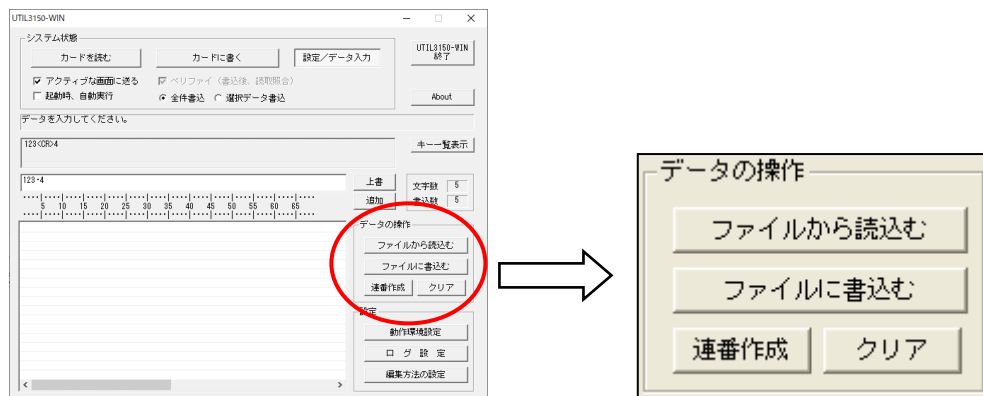 UTIL3150-WIN
システム状態
カードを読む カードに書く 設定/データ入力 UTIL3150-WIN 終了
アクティブな画面に送る ベリファイ（書込後、読取照合）
起動時、自動実行 全件書込 選択データ書込 About
データを入力してください。
123<CR>4 キー一覧表示
123-4 上書 文字数 5
追加 書込数 5
5 10 15 20 25 30 35 40 45 50 55 60 65
データの操作
ファイルから読込む
ファイルに書込む
連番作成 クリア
設定
動作環境設定
ログ設定
編集方法の設定
データの操作
ファイルから読込む
ファイルに書込む
連番作成 クリア